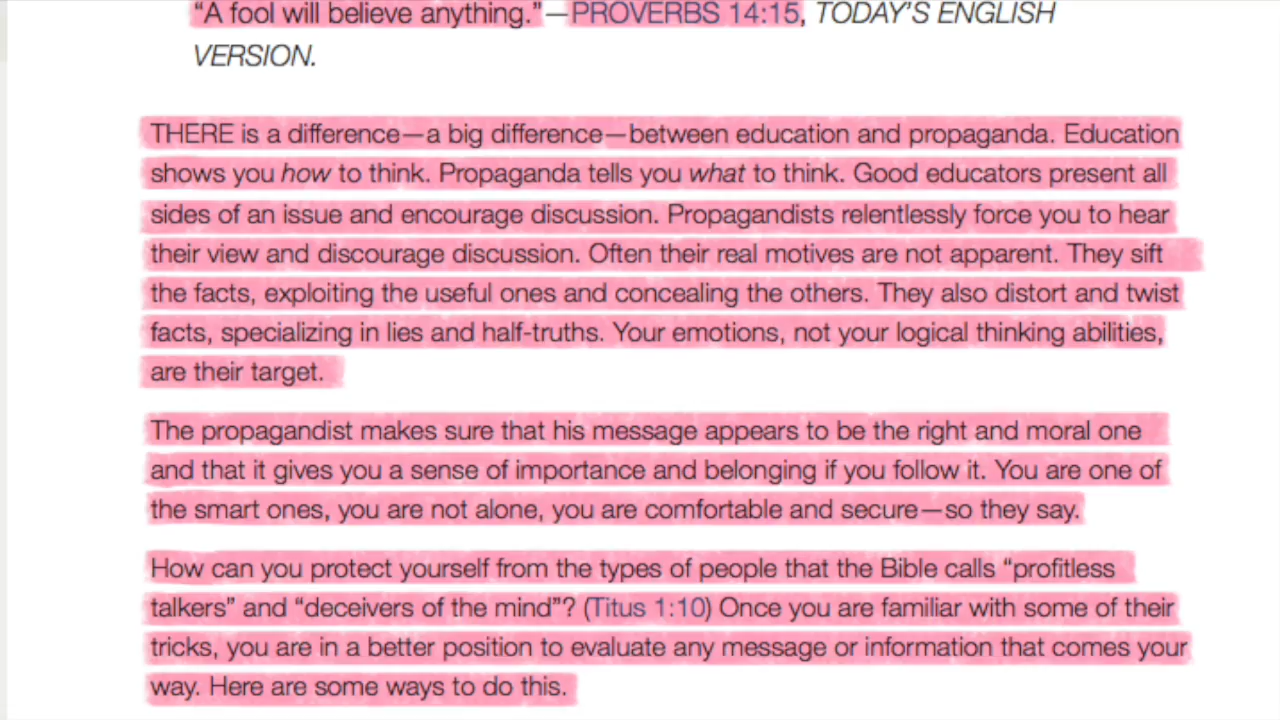 “A fool will believe anything.”—PROVERBS 14:15, TODAY’S ENGLISH
VERSION.
THERE is a difference—a big difference—between education and propaganda. Education
shows you how to think. Propaganda tells you what to think. Good educators present all
sides of an issue and encourage discussion. Propagandists relentlessly force you to hear
their view and discourage discussion. Often their real motives are not apparent. They sift
the facts, exploiting the useful ones and concealing the others. They also distort and twist
facts, specializing in lies and half-truths. Your emotions, not your logical thinking abilities,
are their target.
The propagandist makes sure that his message appears to be the right and moral one
and that it gives you a sense of importance and belonging if you follow it. You are one of
the smart ones, you are not alone, you are comfortable and secure—so they say.
How can you protect yourself from the types of people that the Bible calls “profitless
talkers” and “deceivers of the mind”? (Titus 1:10) Once you are familiar with some of their
tricks, you are in a better position to evaluate any message or information that comes your
way. Here are some ways to do this.